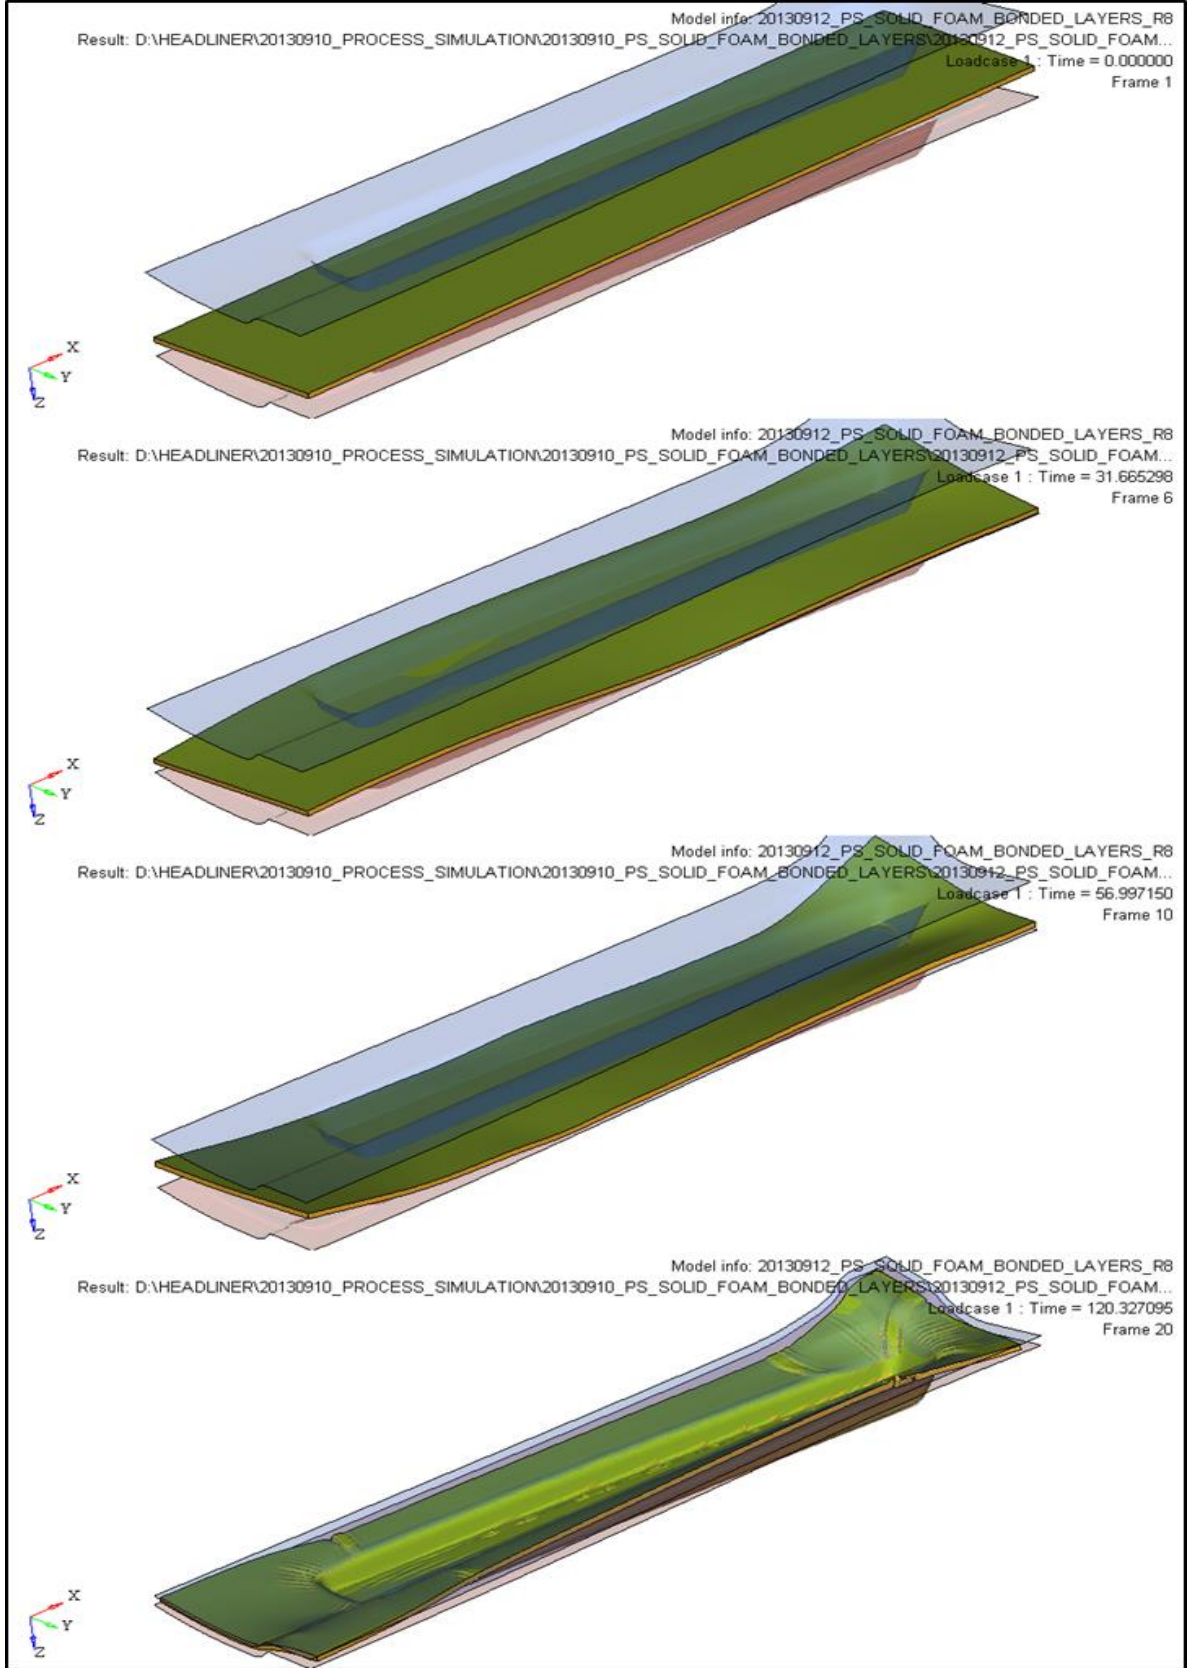 Model info: 20130912_PS_SOLID_FOAM_BONDED_LAYERS_R8
Result: D:\HEADLINER\20130910_PROCESS_SIMULATION\20130910_PS_SOLID_FOAM_BONDED_LAYERS\20130912_PS_SOLID_FOAM...
Loadcase 1 : Time = 0.000000
Frame 1
X
Y
Z
Model info: 20130912_PS_SOLID_FOAM_BONDED_LAYERS_R8
Result: D:\HEADLINER\20130910_PROCESS_SIMULATION\20130910_PS_SOLID_FOAM_BONDED_LAYERS\20130912_PS_SOLID_FOAM...
Loadcase 1 : Time = 31.665298
Frame 6
X
Y
Z
Model info: 20130912_PS_SOLID_FOAM_BONDED_LAYERS_R8
Result: D:\HEADLINER\20130910_PROCESS_SIMULATION\20130910_PS_SOLID_FOAM_BONDED_LAYERS\20130912_PS_SOLID_FOAM...
Loadcase 1 : Time = 56.997150
Frame 10
X
Y
Z
Model info: 20130912_PS_SOLID_FOAM_BONDED_LAYERS_R8
Result: D:\HEADLINER\20130910_PROCESS_SIMULATION\20130910_PS_SOLID_FOAM_BONDED_LAYERS\20130912_PS_SOLID_FOAM...
Loadcase 1 : Time = 120.327095
Frame 20
X
Y
Z